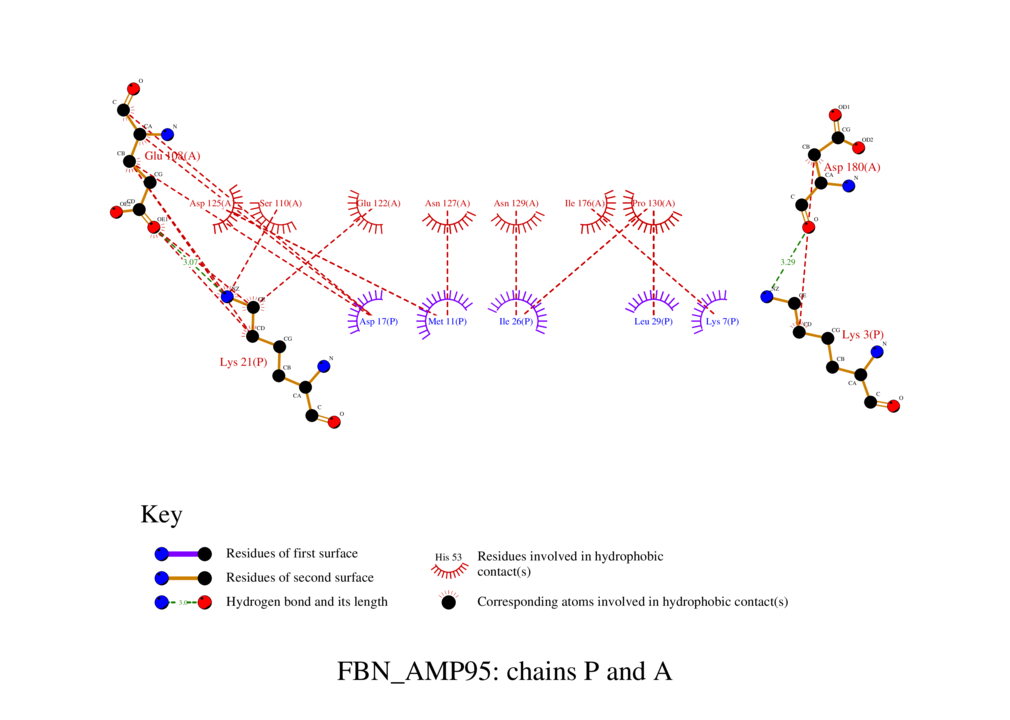 O
C
CA
N
CB
Glu 108(A)
CG
CD
OE2
OE1
3.07
NZ
CE
CD
CG
Lys 21(P)
CB
N
CA
C
O
Asp 125(A)
Ser 110(A)
Glu 122(A)
Asn 127(A)
Asn 129(A)
Ile 176(A)
Pro 130(A)
Asp 17(P)
Met 11(P)
Ile 26(P)
Leu 29(P)
Lys 7(P)
OD1
CG
OD2
CB
Asp 180(A)
CA
N
C
O
3.29
NZ
CE
CD
CG
Lys 3(P)
N
CB
CA
C
O
Key
Residues of first surface
Residues of second surface
3.0
Hydrogen bond and its length
His 53
Residues involved in hydrophobic
contact(s)
Corresponding atoms involved in hydrophobic contact(s)
FBN_AMP95: chains P and A